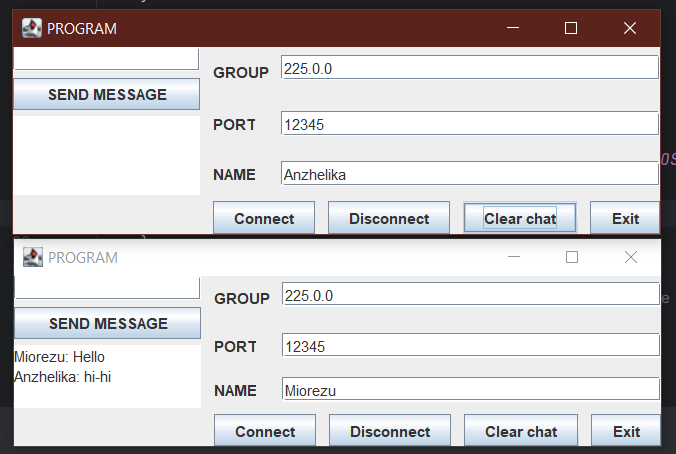 PROGRAM
GROUP 225.0.0
SEND MESSAGE
PORT 12345
NAME Anzhelika
Connect Disconnect Clear chat Exit
PROGRAM
GROUP 225.0.0
SEND MESSAGE
Miorezu: Hello
Anzhelika: hi-hi
PORT 12345
NAME Miorezu
Connect Disconnect Clear chat Exit